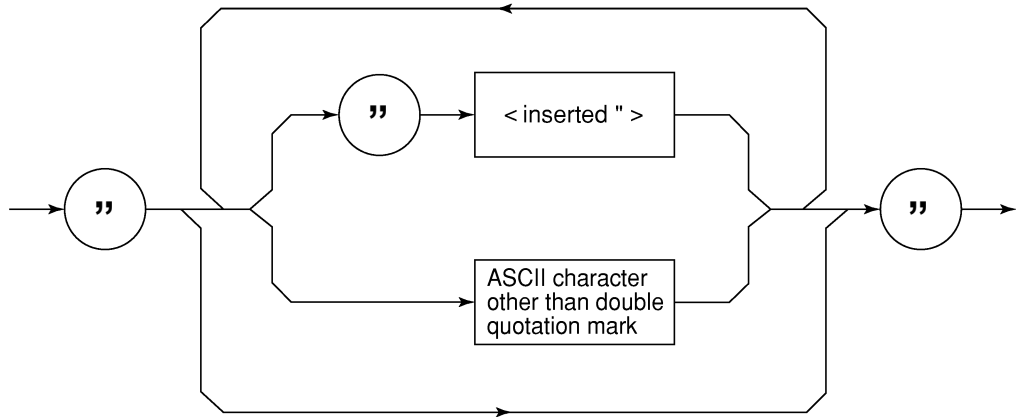 ”
< inserted " >
”
”
ASCII character
other than double
quotation mark